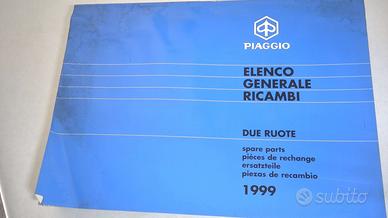 PIAGGIO
ELENCO
GENERALE
RICAMBI
DUE RUOTE
spare parts
pièces de rechange
ersatzteile
piezas de recambio
1999
subito